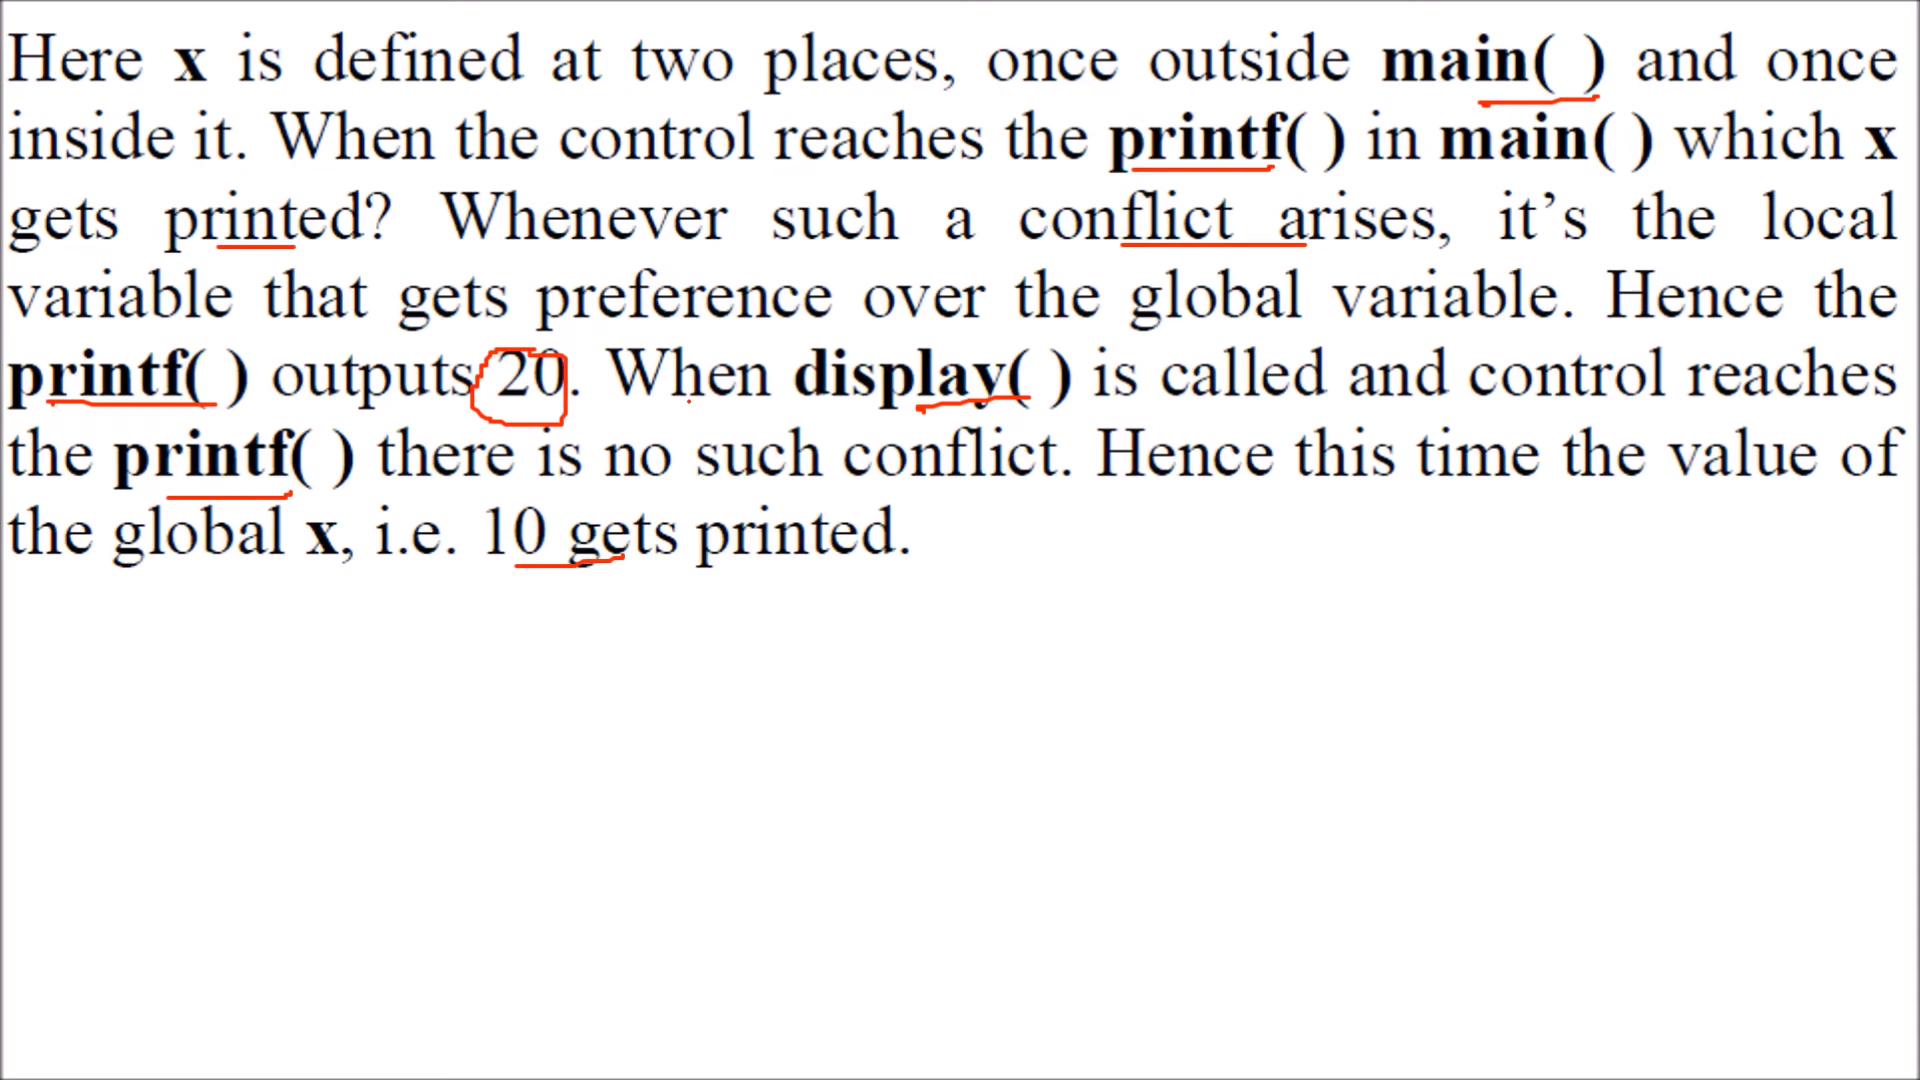 Here x is defined at two places, once outside main( ) and once
inside it. When the control reaches the printf( ) in main( ) which x
gets printed? Whenever such a conflict arises, it’s the local
variable that gets preference over the global variable. Hence the
printf( ) outputs 20. When display( ) is called and control reaches
the printf( ) there is no such conflict. Hence this time the value of
the global x, i.e. 10 gets printed.